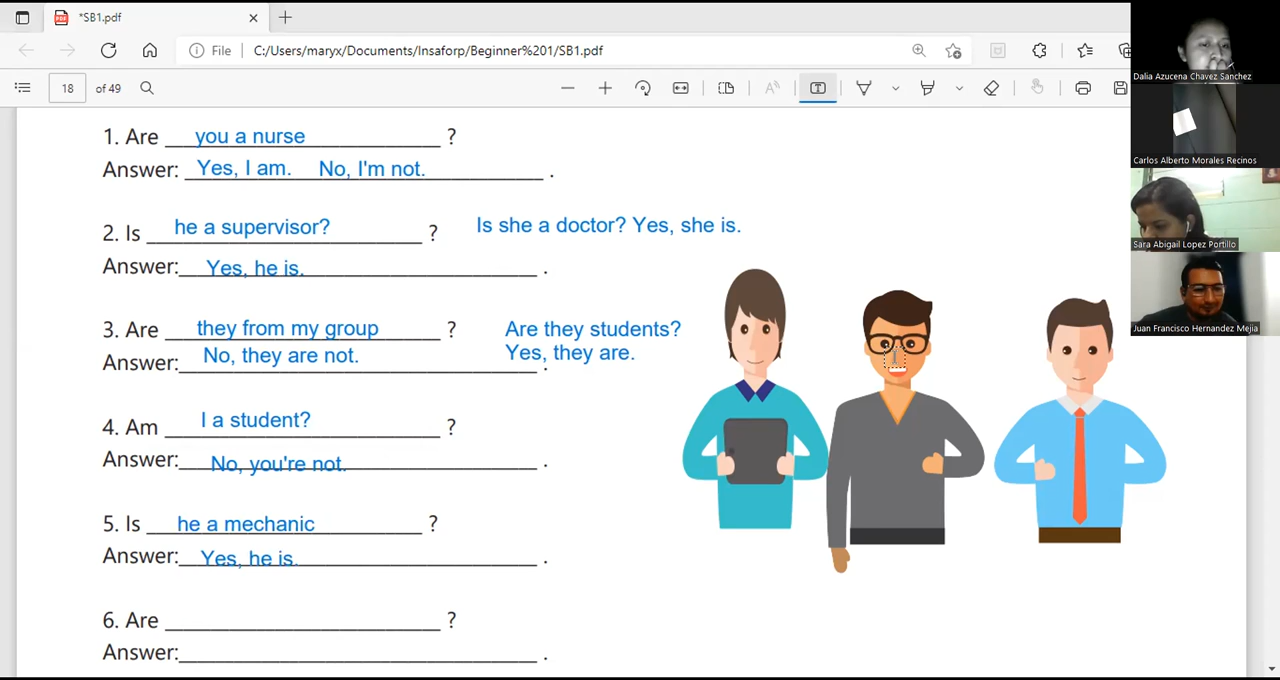 *SB1.pdf
File C:/Users/maryx/Documents/Insaforp/Beginner%201/SB1.pdf
18 of 49
1. Are you a nurse ?
Answer: Yes, I am. No, I'm not. .
2. Is he a supervisor? ? Is she a doctor? Yes, she is.
Answer: Yes, he is. .
3. Are they from my group ? Are they students?
Answer: No, they are not. . Yes, they are.
4. Am I a student? ?
Answer: No, you're not. .
5. Is he a mechanic ?
Answer: Yes, he is. .
6. Are ?
Answer: .
Dalia Azucena Chavez Sanchez
Carlos Alberto Morales Recinos
Sara Abigail Lopez Portillo
Juan Francisco Hernandez Mejia